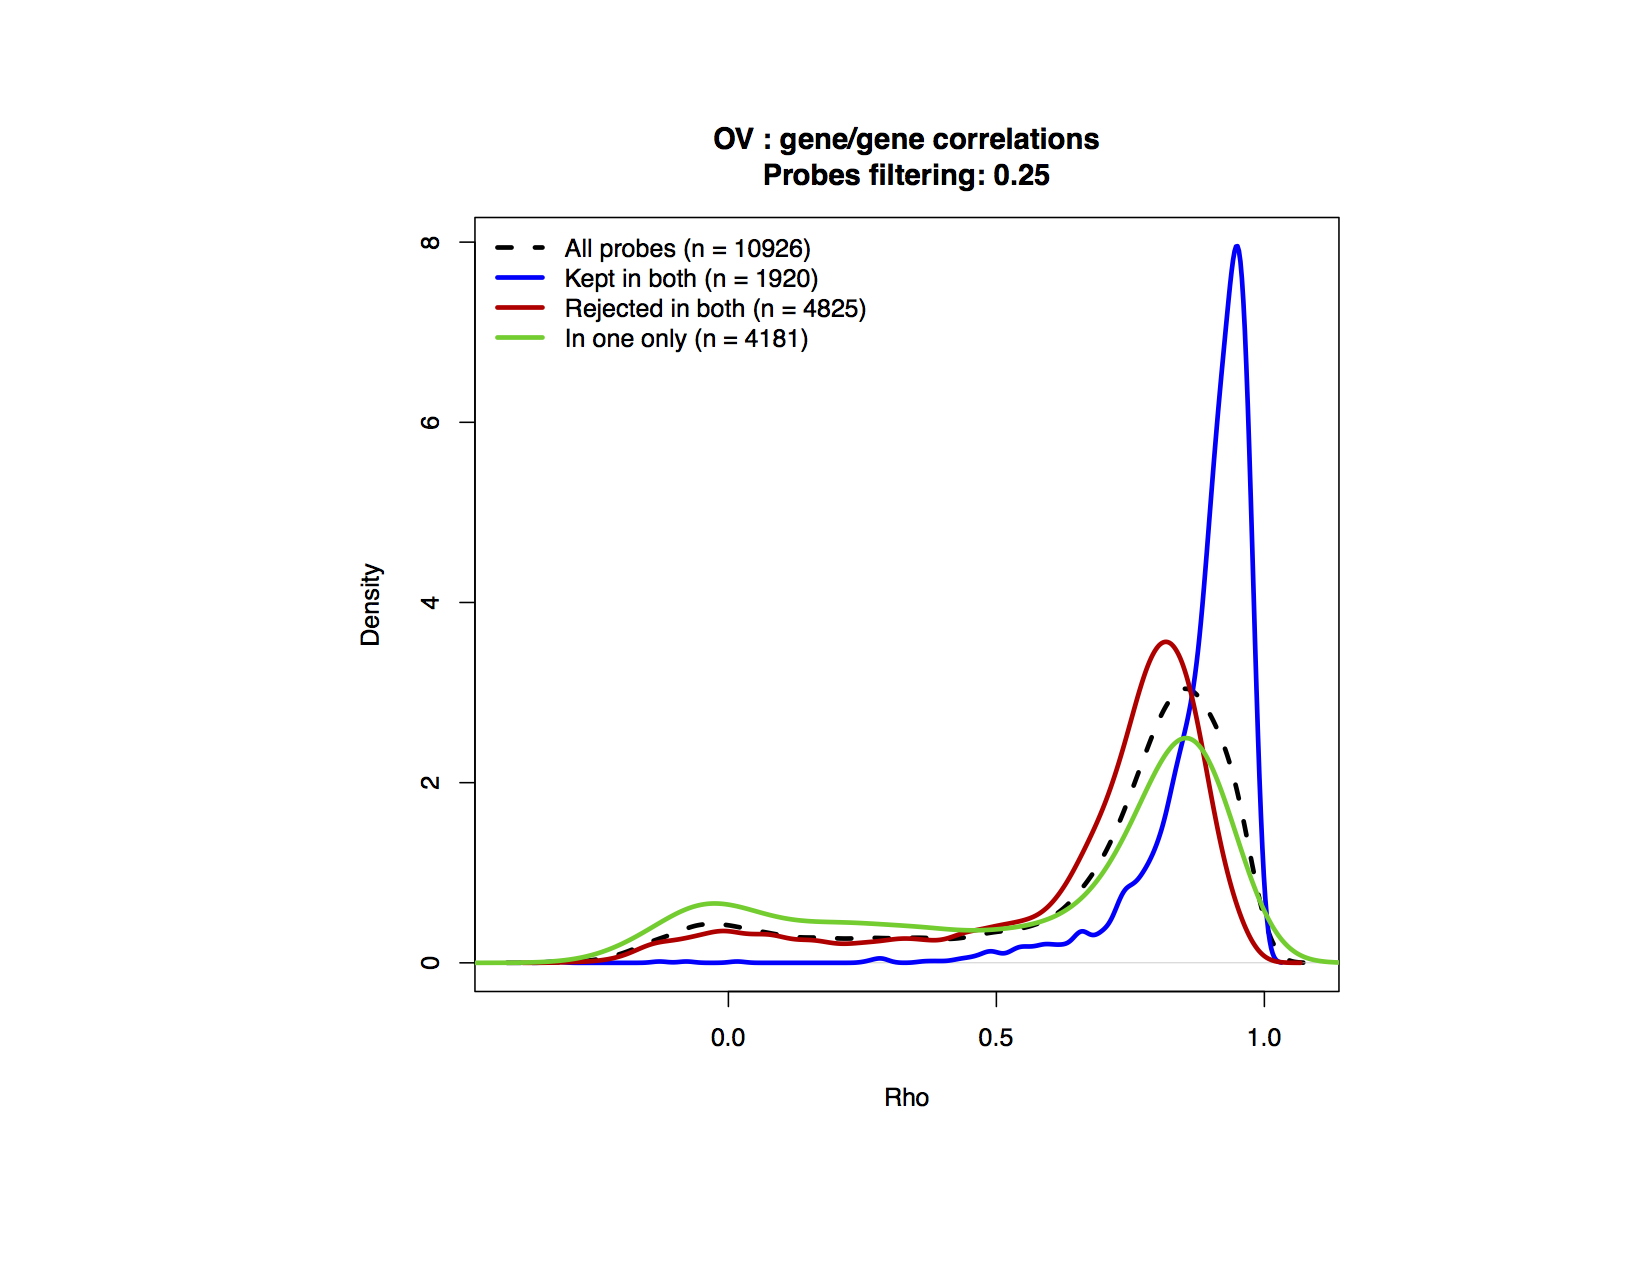 OV : gene/gene correlations
Probes filtering: 0.25
All probes (n = 10926)
Kept in both (n = 1920)
Rejected in both (n = 4825)
In one only (n = 4181)
8
6
4
2
0
Density
0.0 0.5 1.0
Rho